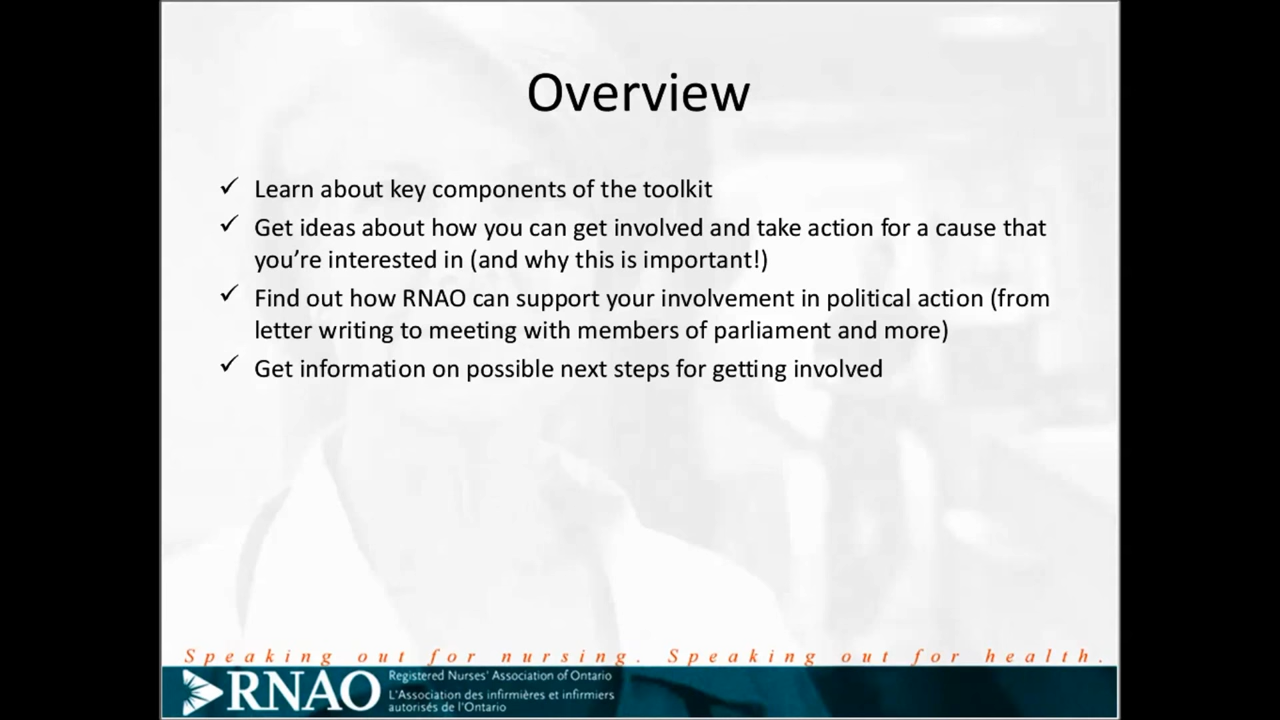 Overview
✓ Learn about key components of the toolkit
✓ Get ideas about how you can get involved and take action for a cause that
you’re interested in (and why this is important!)
✓ Find out how RNAO can support your involvement in political action (from
letter writing to meeting with members of parliament and more)
✓ Get information on possible next steps for getting involved
Speaking out for nursing. Speaking out for health.
RNAO
Registered Nurses' Association of Ontario
L'Association des infirmières et infirmiers
autorisés de l'Ontario